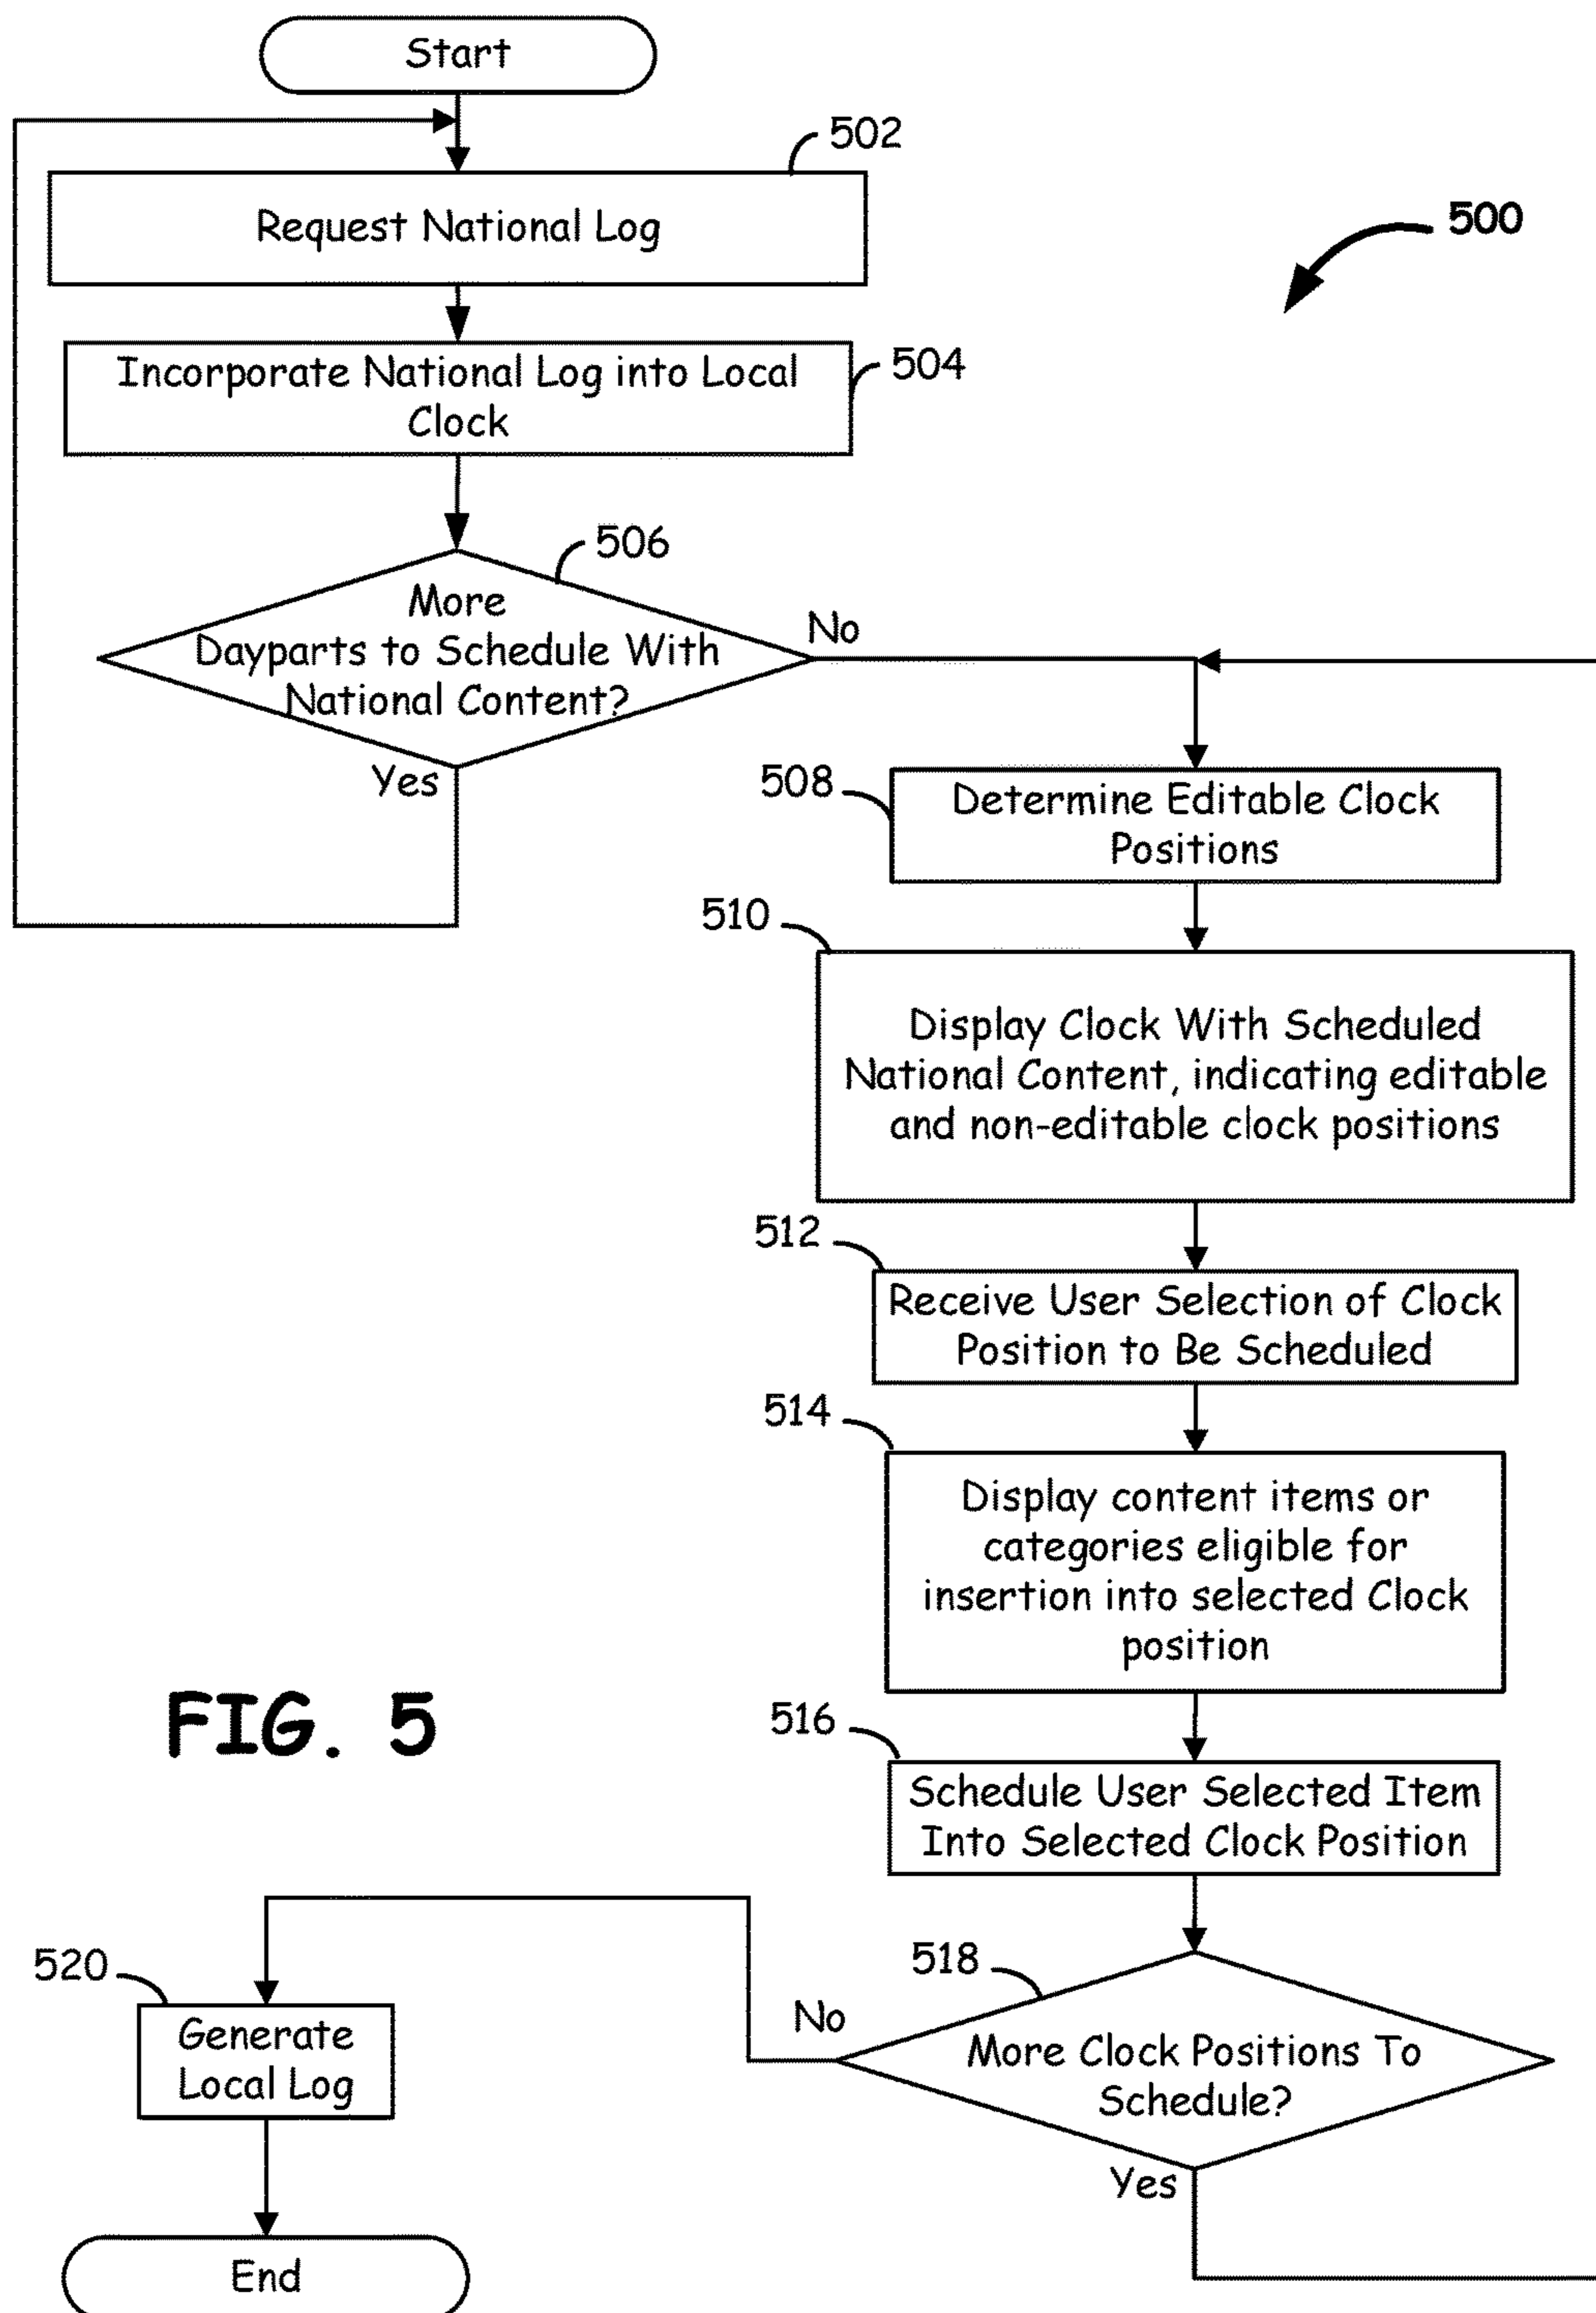 Start
502
Request National Log
500
Incorporate National Log into Local
Clock
504
506
More
Dayparts to Schedule With
National Content?
No
Yes
508
Determine Editable Clock
Positions
510
Display Clock With Scheduled
National Content, indicating editable
and non-editable clock positions
512
Receive User Selection of Clock
Position to Be Scheduled
514
Display content items or
categories eligible for
insertion into selected Clock
position
FIG. 5
516
Schedule User Selected Item
Into Selected Clock Position
518
More Clock Positions To
Schedule?
No
Yes
520
Generate
Local Log
End